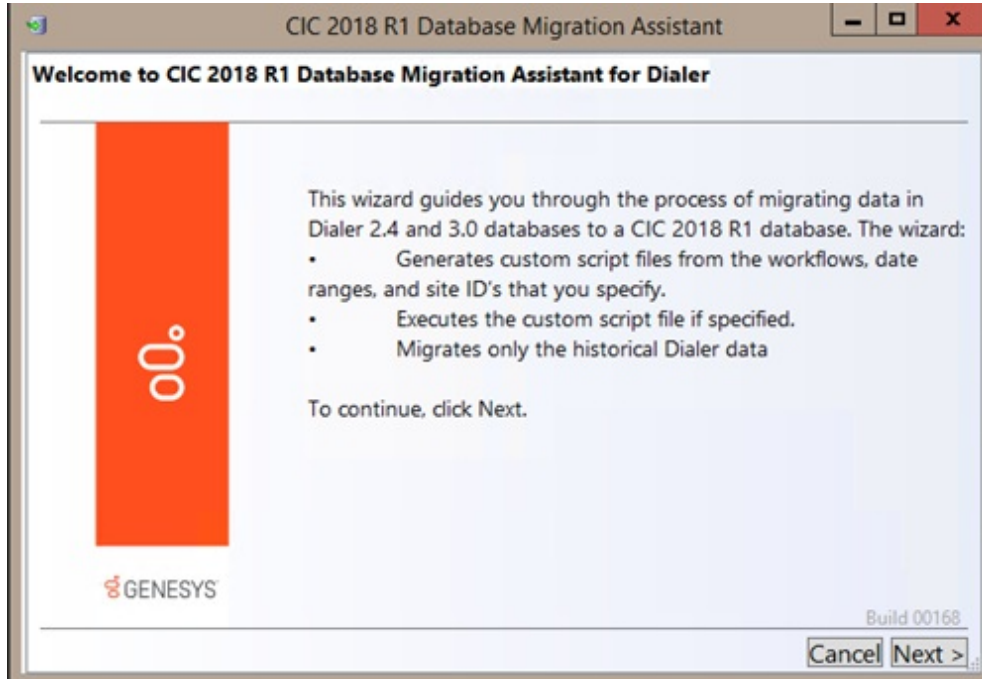 CIC 2018 R1 Database Migration Assistant
Welcome to CIC 2018 R1 Database Migration Assistant for Dialer
This wizard guides you through the process of migrating data in
Dialer 2.4 and 3.0 databases to a CIC 2018 R1 database. The wizard:
• Generates custom script files from the workflows, date
ranges, and site ID's that you specify.
• Executes the custom script file if specified.
• Migrates only the historical Dialer data
To continue, click Next.
GENESYS
Build 00168
Cancel Next >